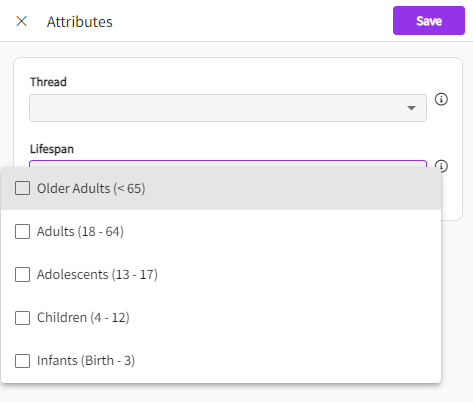 Attributes
Save
Thread
Lifespan
Older Adults (< 65)
Adults (18 - 64)
Adolescents (13 - 17)
Children (4 - 12)
Infants (Birth - 3)